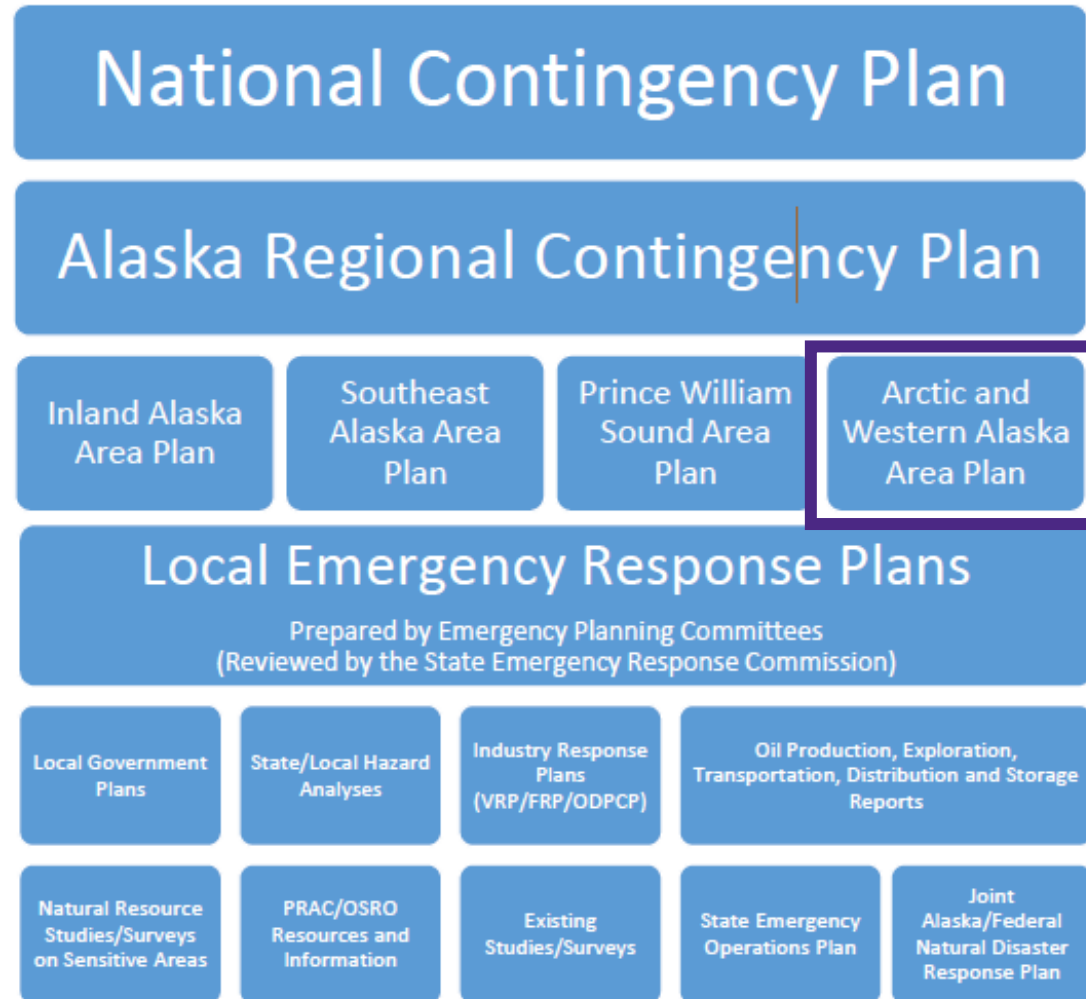 National Contingency Plan
Alaska Regional Contingency Plan
Inland Alaska
Area Plan
Southeast
Alaska Area
Plan
Prince William
Sound Area
Plan
Arctic and
Western Alaska
Area Plan
Local Emergency Response Plans
Prepared by Emergency Planning Committees
(Reviewed by the State Emergency Response Commission)
Local Government
Plans
State/Local Hazard
Analyses
Industry Response
Plans
(VRP/FRP/ODPCP)
Oil Production, Exploration,
Transportation, Distribution and Storage
Reports
Natural Resource
Studies/Surveys
on Sensitive Areas
PRAC/OSRO
Resources and
Information
Existing
Studies/Surveys
State Emergency
Operations Plan
Joint
Alaska/Federal
Natural Disaster
Response Plan